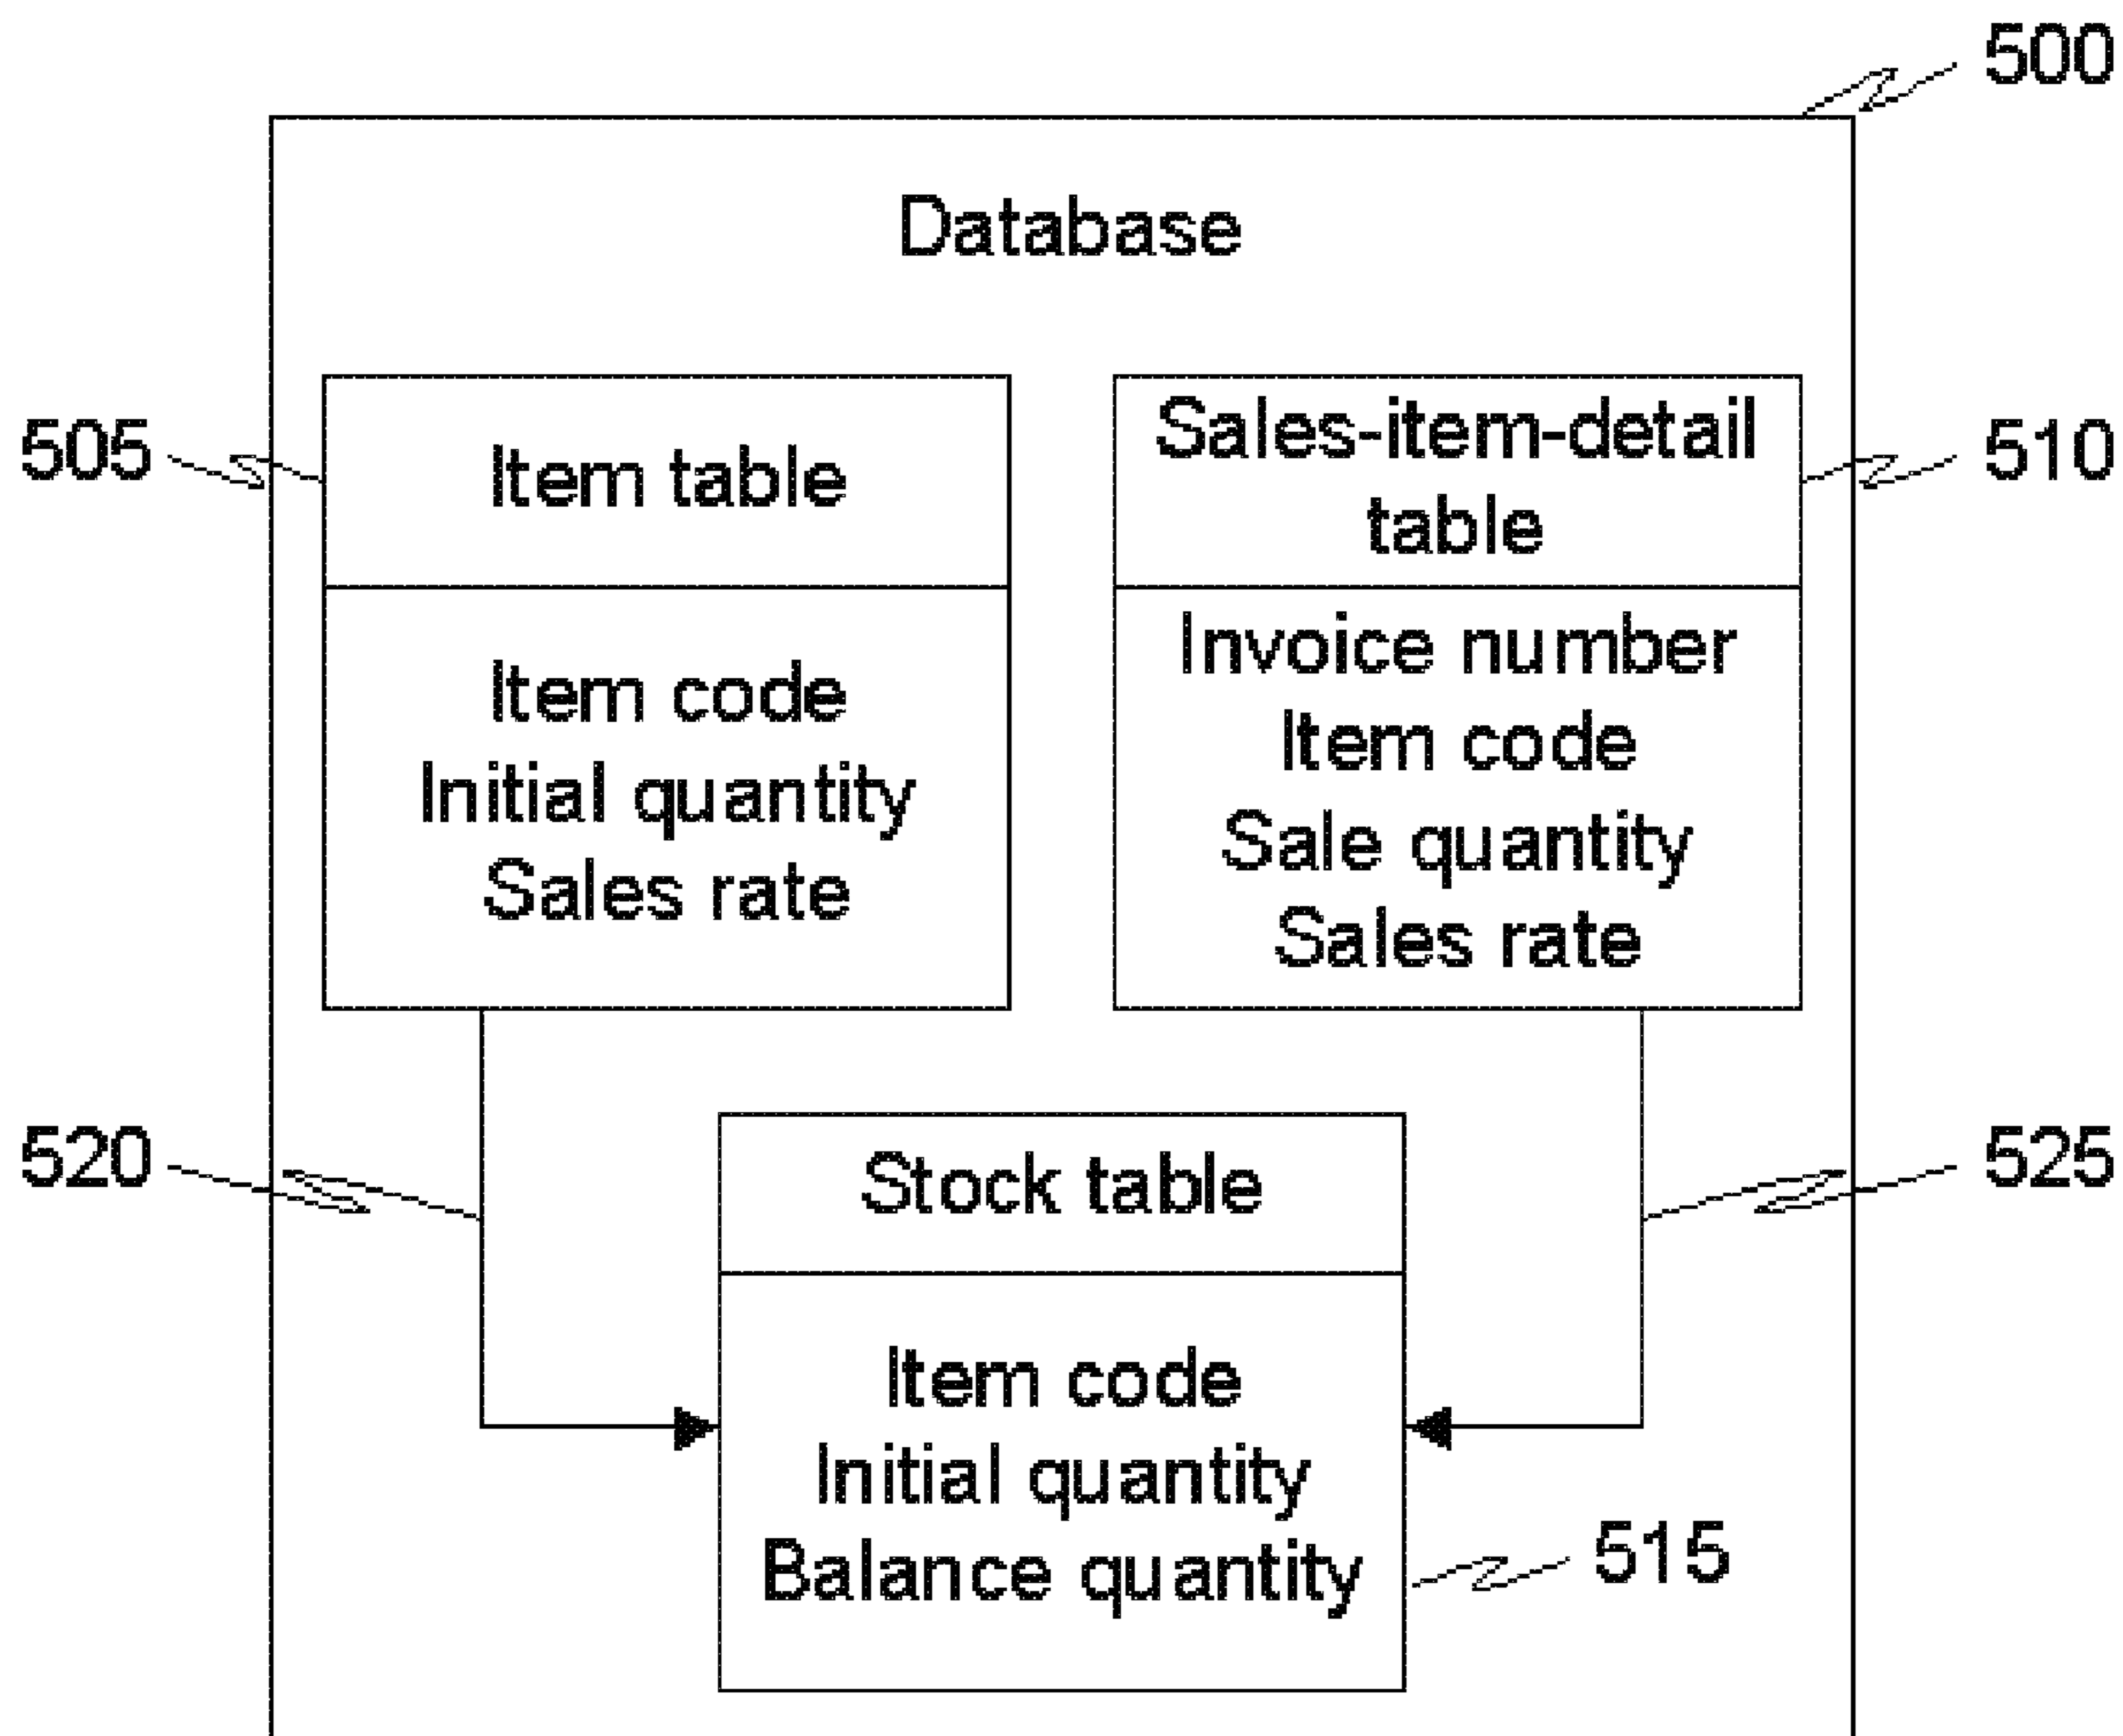 500
Database
505
Item table
Item code
Initial quantity
Sales rate
Sales-item-detail
table
510
Invoice number
Item code
Sale quantity
Sales rate
520
525
Stock table
Item code
Initial quantity
Balance quantity
515